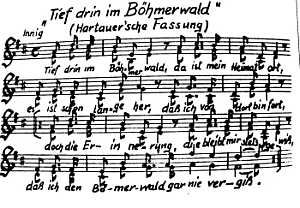 "Tief drin im Böhmerwald"
(Hartauer'sche Fassung)
Innig
Tief drin im Böh-mer wald, da ist mein Heimat ort,
es ist schon lan-ge her, daß ich von dort bin fort,
doch die Er- in ne-rung, die bleibt mir stets ge-wiß,
daß ich den Böh-mer-wald gar nie ver-giß.